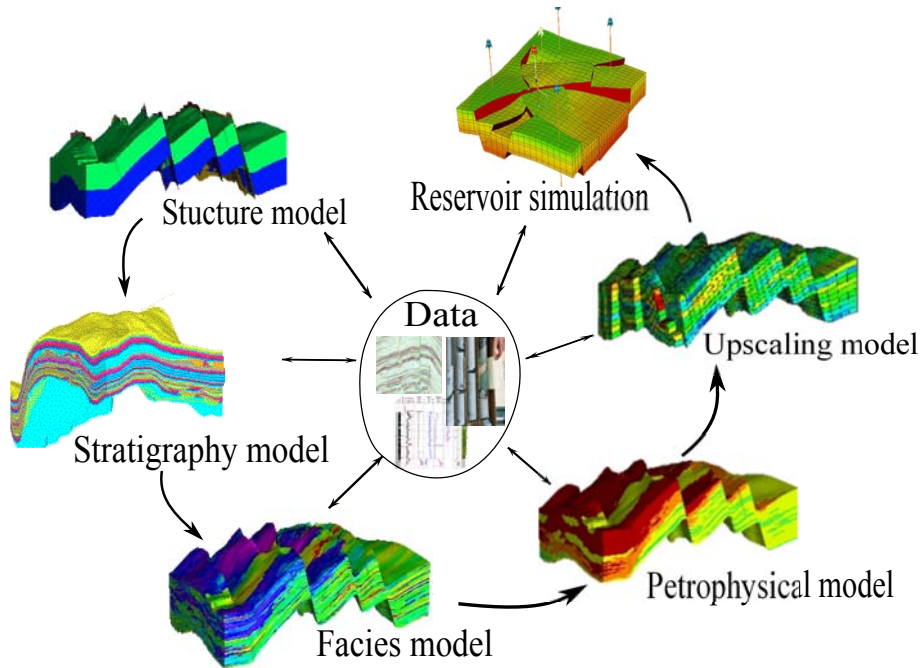 Reservoir simulation
Stucture model
Data
Upscaling model
Stratigraphy model
Petrophysical model
Facies model